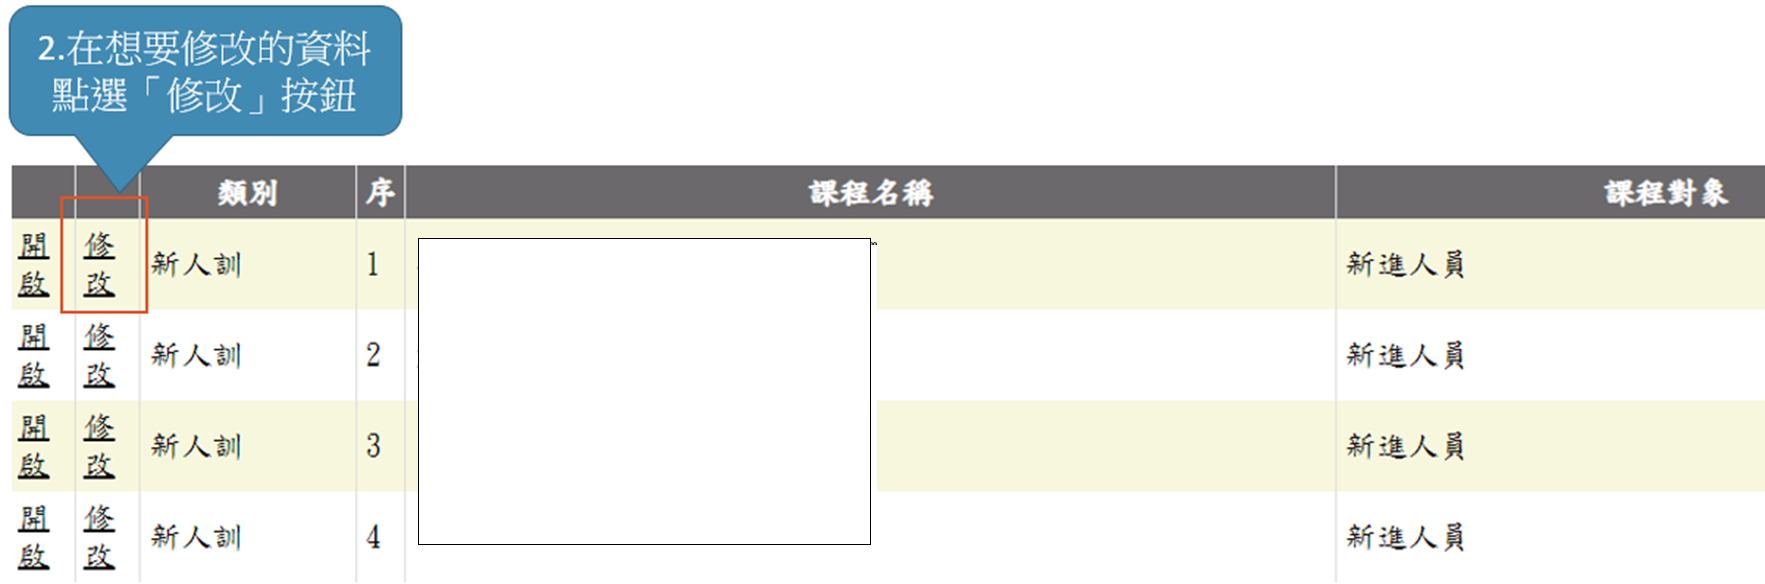 2.在想要修改的資料
點選「修改」按鈕
類別 序 課程名稱 課程對象
開啟 修改 新人訓 1 新進人員
開啟 修改 新人訓 2 新進人員
開啟 修改 新人訓 3 新進人員
開啟 修改 新人訓 4 新進人員